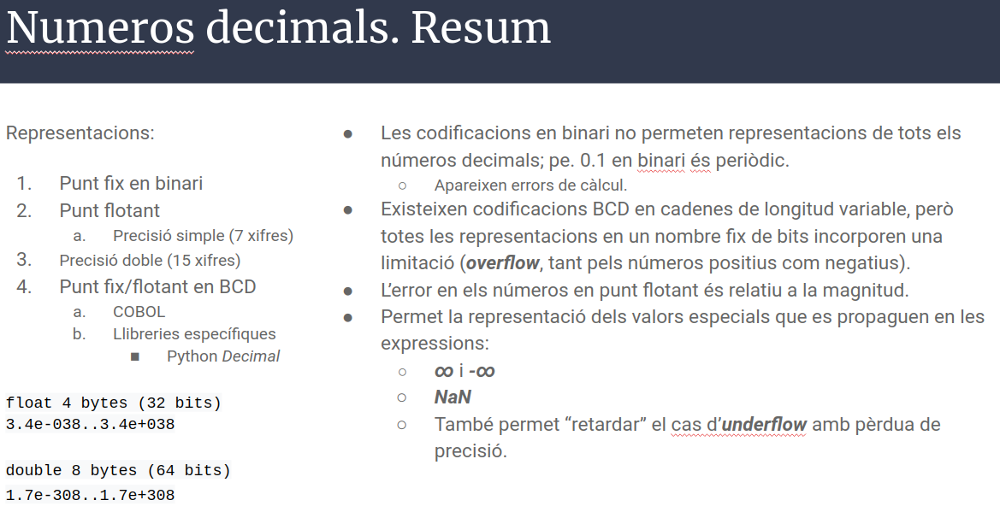 Numeros decimals. Resum
Representacions:
1. Punt fix en binari
2. Punt flotant
a. Precisió simple (7 xifres)
3. Precisió doble (15 xifres)
4. Punt fix/flotant en BCD
a. COBOL
b. Llibreries específiques
■ Python Decimal
float 4 bytes (32 bits)
3.4e-038..3.4e+038
double 8 bytes (64 bits)
1.7e-308..1.7e+308
● Les codificacions en binari no permeten representacions de tots els
números decimals; pe. 0.1 en binari és periòdic.
○ Apareixen errors de càlcul.
● Existeixen codificacions BCD en cadenes de longitud variable, però
totes les representacions en un nombre fix de bits incorporen una
limitació (overflow, tant pels números positius com negatius).
● L’error en els números en punt flotant és relatiu a la magnitud.
● Permet la representació dels valors especials que es propaguen en les
expressions:
○ ∞ i -∞
○ NaN
○ També permet “retardar” el cas d’underflow amb pèrdua de
precisió.